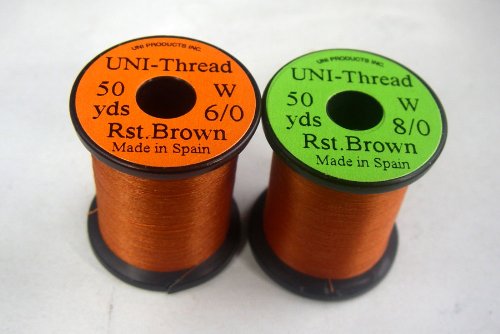 UNI PRODUCTS INC.
UNI-Thread
50 W
yds 6/0
Rst.Brown
Made in Spain
UNI PRODUCTS INC.
UNI-Thread
50 W
yds 8/0
Rst.Brown
Made in Spain